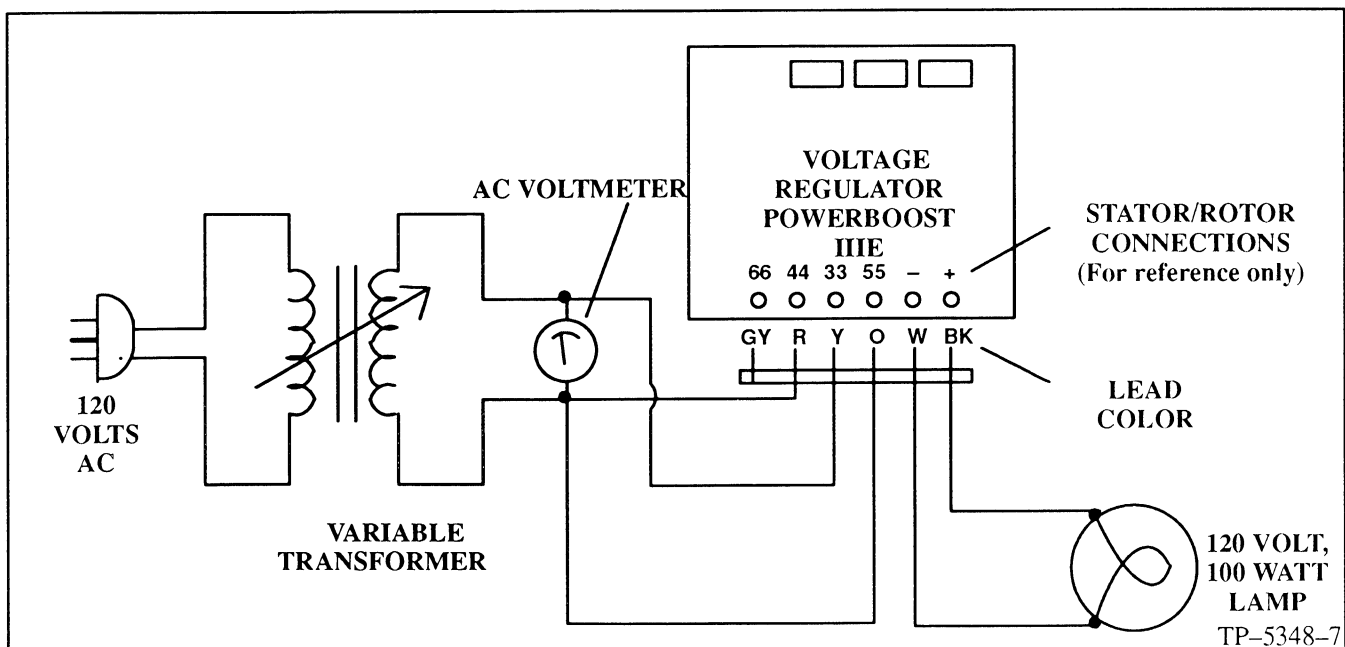 VOLTAGE
REGULATOR
POWERBOOST
IIIE
AC VOLTMETER
STATOR/ROTOR
CONNECTIONS
(For reference only)
66 44 33 55 – +
GY R Y O W BK
LEAD
COLOR
120
VOLTS
AC
VARIABLE
TRANSFORMER
120 VOLT,
100 WATT
LAMP
TP–5348–7